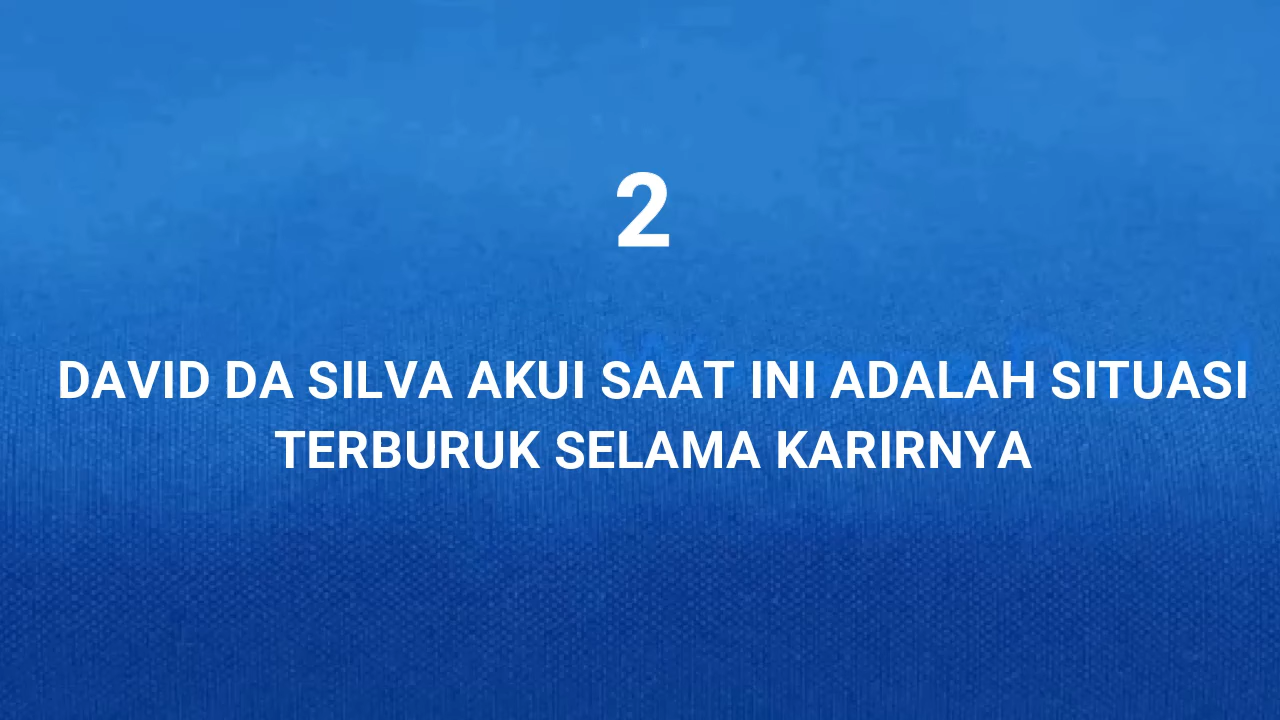 2
DAVID DA SILVA AKUI SAAT INI ADALAH SITUASI
TERBURUK SELAMA KARIRNYA